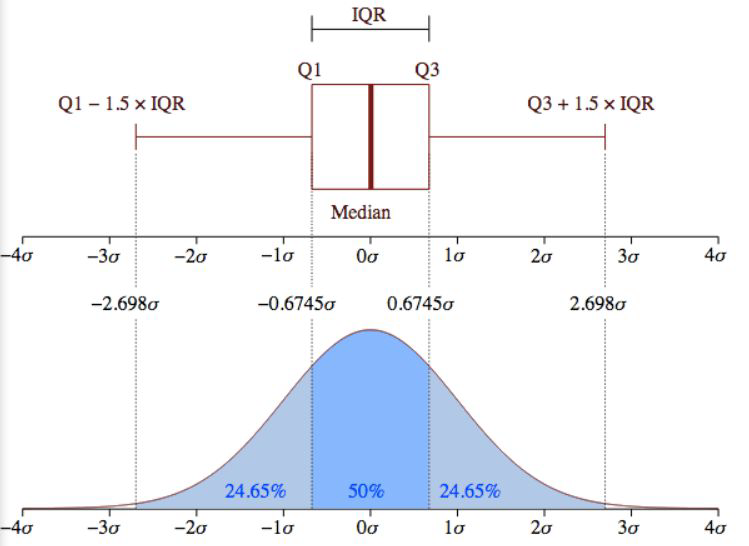 IQR
Q1 Q3
Q1 − 1.5 × IQR Q3 + 1.5 × IQR
Median
−4σ −3σ −2σ −1σ 0σ 1σ 2σ 3σ 4σ
−2.698σ −0.6745σ 0.6745σ 2.698σ
24.65% 50% 24.65%
−4σ −3σ −2σ −1σ 0σ 1σ 2σ 3σ 4σ